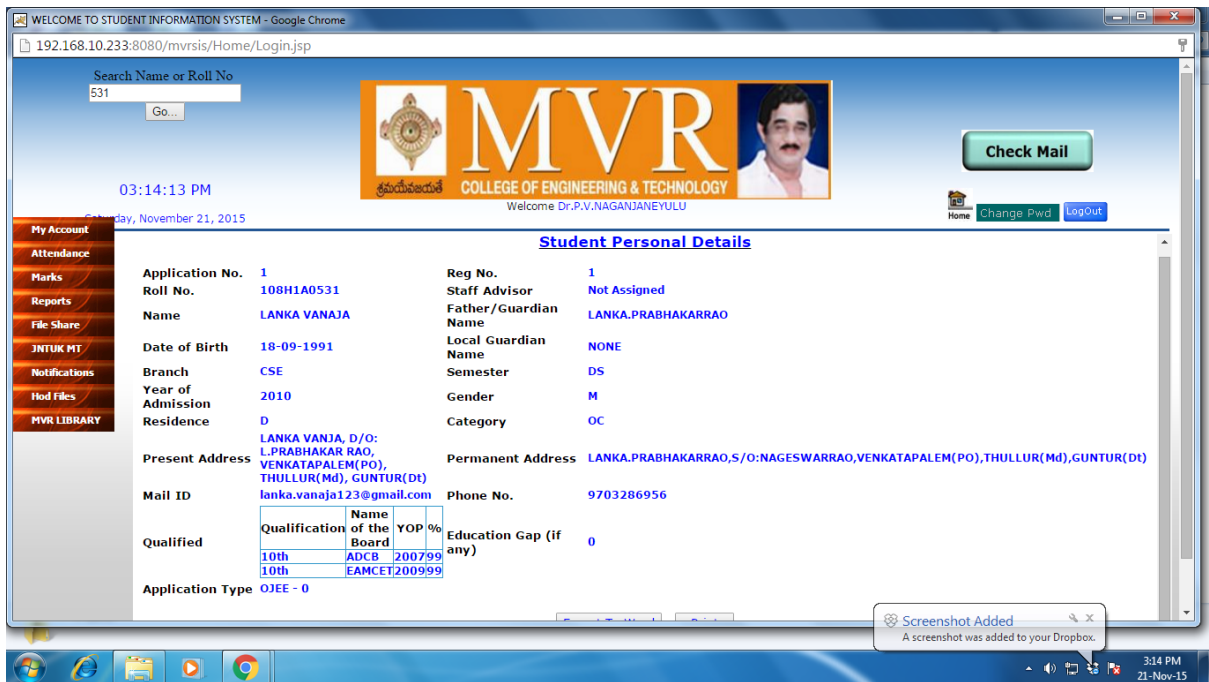 WELCOME TO STUDENT INFORMATION SYSTEM - Google Chrome
192.168.10.233:8080/mvrsis/Home/Login.jsp
Search Name or Roll No
531
Go...
MVR
శ్రమయేవజయతే
COLLEGE OF ENGINEERING & TECHNOLOGY
Check Mail
03:14:13 PM
Saturday, November 21, 2015
Welcome Dr.P.V.NAGANJANEYULU
Home Change Pwd LogOut
My Account
Attendance
Marks
Reports
File Share
JNTUK MT
Notifications
Hod Files
MVR LIBRARY
Student Personal Details
Application No. 1 Reg No. 1
Roll No. 108H1A0531 Staff Advisor Not Assigned
Name LANKA VANAJA Father/Guardian
Name LANKA.PRABHAKARRAO
Date of Birth 18-09-1991 Local Guardian
Name NONE
Branch CSE Semester DS
Year of
Admission 2010 Gender M
Residence D Category OC
Present Address LANKA VANJA, D/O:
L.PRABHAKAR RAO,
VENKATAPALEM(PO),
THULLUR(Md), GUNTUR(Dt)
Permanent Address LANKA.PRABHAKARRAO,S/O:NAGESWARRAO,VENKATAPALEM(PO),THULLUR(Md),GUNTUR(Dt)
Mail ID lanka.vanaja123@gmail.com Phone No. 9703286956
Qualified
Qualification Name
of the
Board YOP %
10th ADCB 2007 99
10th EAMCET 2009 99
Education Gap (if
any) 0
Application Type OJEE - 0
Screenshot Added
A screenshot was added to your Dropbox.
3:14 PM
21-Nov-15